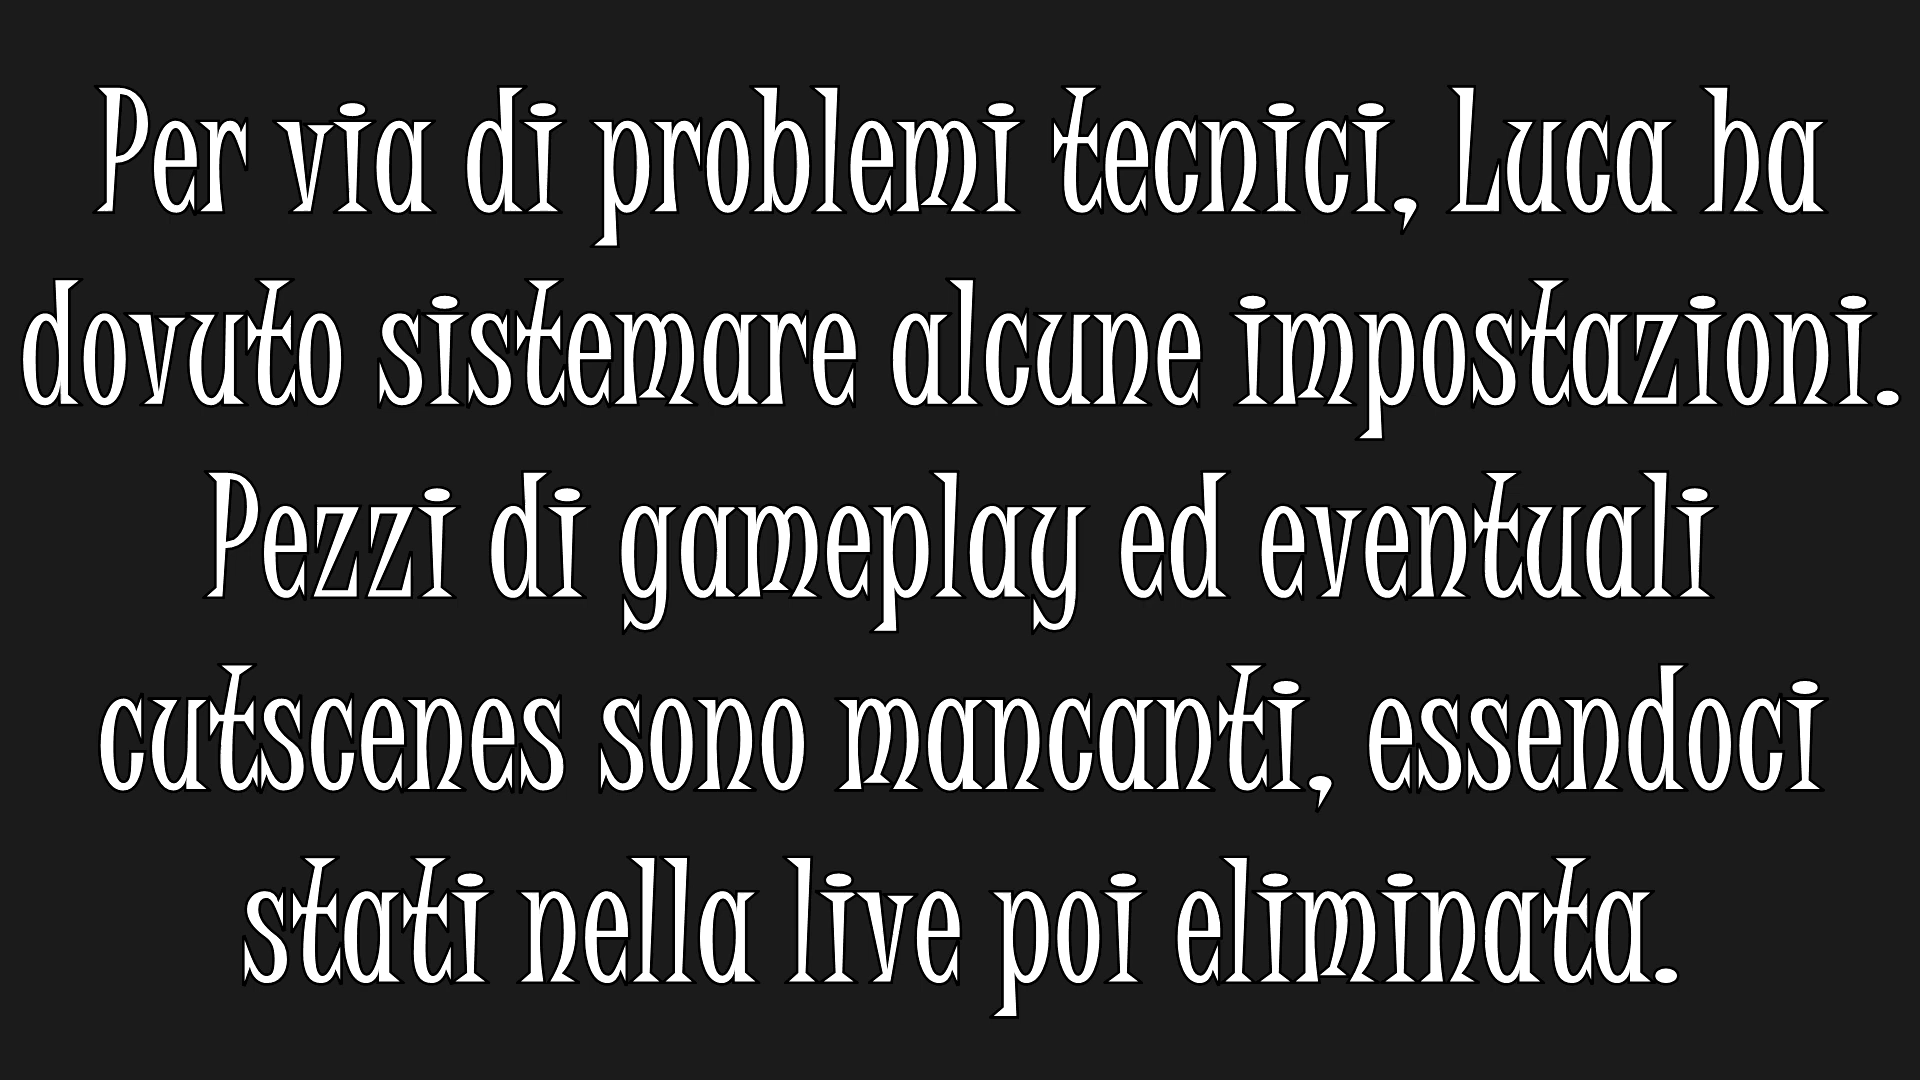 Per via di problemi tecnici, Luca ha
dovuto sistemare alcune impostazioni.
Pezzi di gameplay ed eventuali
cutscenes sono mancanti, essendoci
stati nella live poi eliminata.